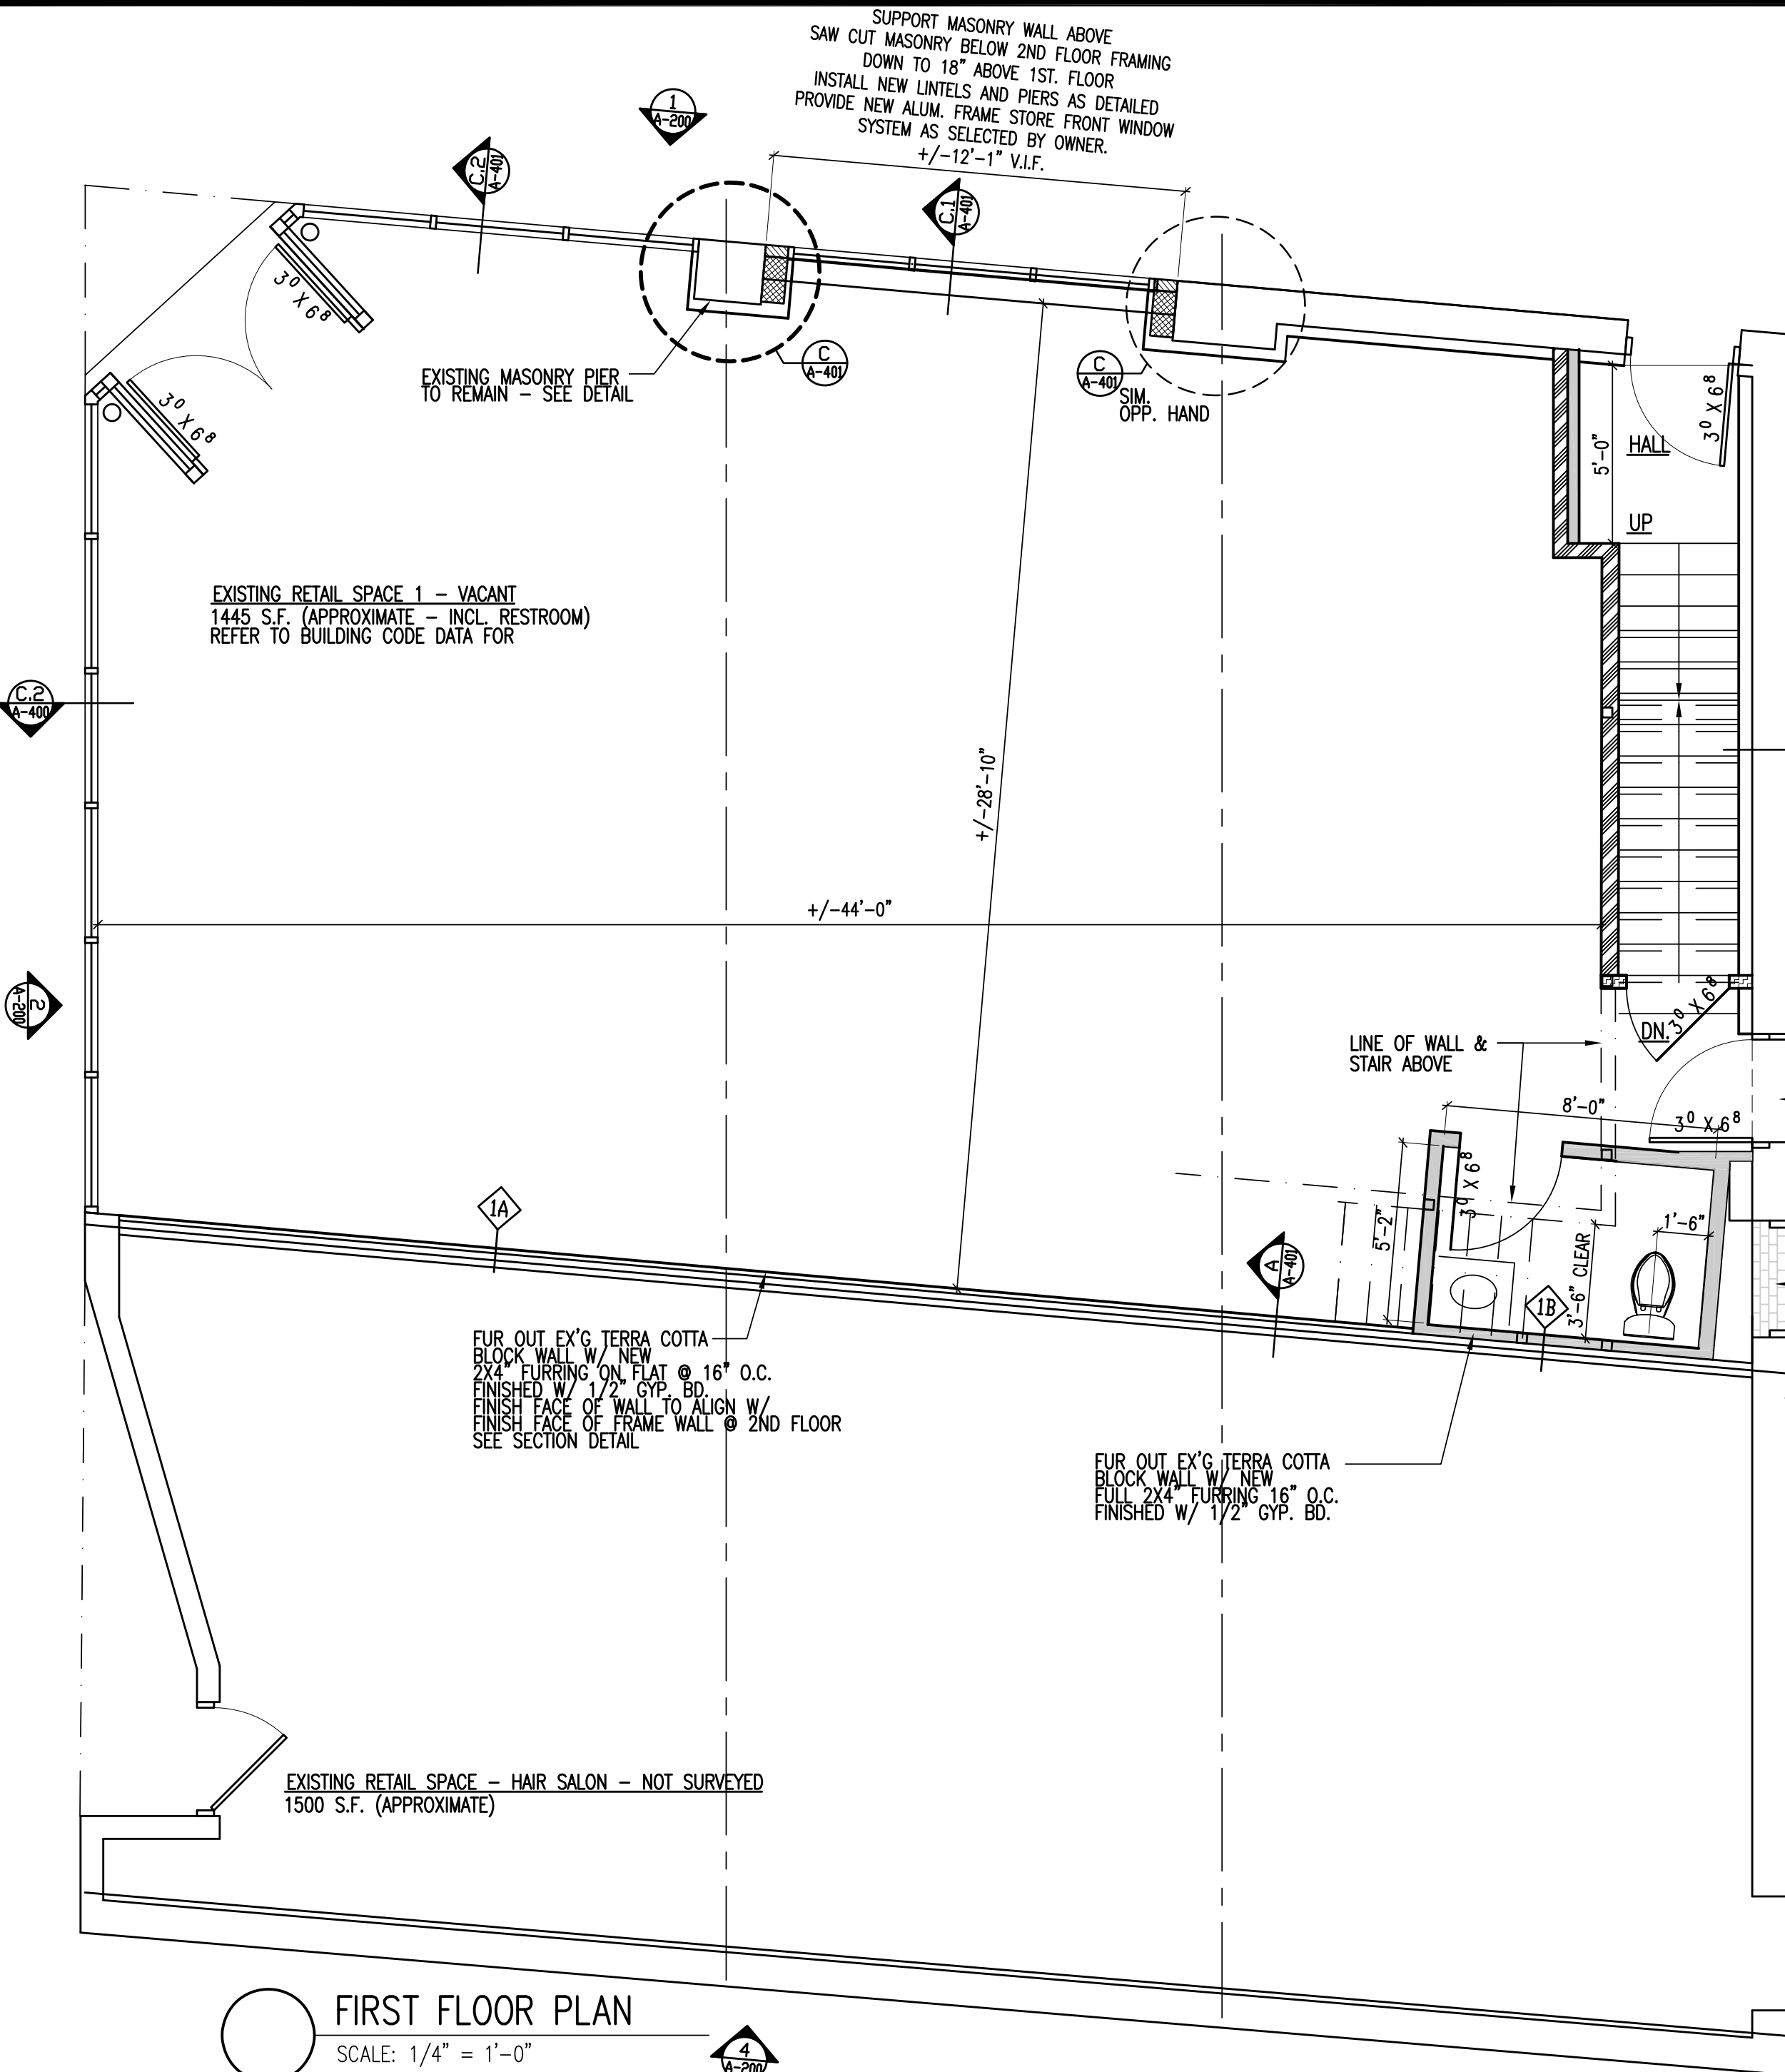 SUPPORT MASONRY WALL ABOVE
SAW CUT MASONRY BELOW 2ND FLOOR FRAMING
DOWN TO 18" ABOVE 1ST. FLOOR
INSTALL NEW LINTELS AND PIERS AS DETAILED
PROVIDE NEW ALUM. FRAME STORE FRONT WINDOW
SYSTEM AS SELECTED BY OWNER.
+/-12'-1" V.I.F.
1
A-200
C.2
A-401
C.1
A-401
3⁰ X 6⁸
3⁰ X 6⁸
EXISTING MASONRY PIER
TO REMAIN – SEE DETAIL
C
A-401
C
A-401
SIM.
OPP. HAND
5'-0"
HALL
3⁰ X 6⁸
UP
EXISTING RETAIL SPACE 1 – VACANT
1445 S.F. (APPROXIMATE – INCL. RESTROOM)
REFER TO BUILDING CODE DATA FOR
C.2
A-400
+/-28'-10"
+/-44'-0"
2
A-200
LINE OF WALL &
STAIR ABOVE
DN.
3⁰ X 6⁸
8'-0"
3⁰ X 6⁸
3⁰ X 6⁸
5'-2"
1'-6"
3'-6" CLEAR
1A
A
A-401
1B
FUR OUT EX'G TERRA COTTA
BLOCK WALL W/ NEW
2X4" FURRING ON FLAT @ 16" O.C.
FINISHED W/ 1/2" GYP. BD.
FINISH FACE OF WALL TO ALIGN W/
FINISH FACE OF FRAME WALL @ 2ND FLOOR
SEE SECTION DETAIL
FUR OUT EX'G TERRA COTTA
BLOCK WALL W/ NEW
FULL 2X4" FURRING 16" O.C.
FINISHED W/ 1/2" GYP. BD.
EXISTING RETAIL SPACE – HAIR SALON – NOT SURVEYED
1500 S.F. (APPROXIMATE)
FIRST FLOOR PLAN
SCALE: 1/4" = 1'-0"
4
A-200